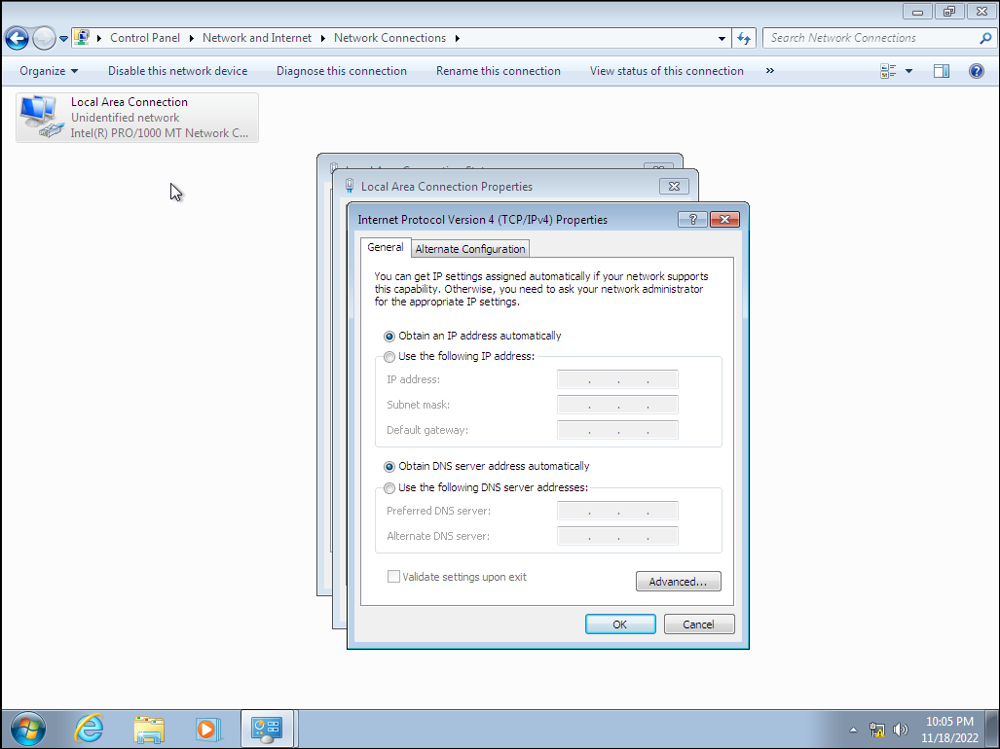 Control Panel
Network and Internet
Network Connections
Search Network Connections
Organize
Disable this network device
Diagnose this connection
Rename this connection
View status of this connection
»
?
Local Area Connection
Unidentified network
Intel(R) PRO/1000 MT Network C...
Local Area Connection Properties
Internet Protocol Version 4 (TCP/IPv4) Properties
?
General
Alternate Configuration
You can get IP settings assigned automatically if your network supports
this capability. Otherwise, you need to ask your network administrator
for the appropriate IP settings.
Obtain an IP address automatically
Use the following IP address:
IP address:
. . .
Subnet mask:
. . .
Default gateway:
. . .
Obtain DNS server address automatically
Use the following DNS server addresses:
Preferred DNS server:
. . .
Alternate DNS server:
. . .
Validate settings upon exit
Advanced...
OK
Cancel
10:05 PM
11/18/2022